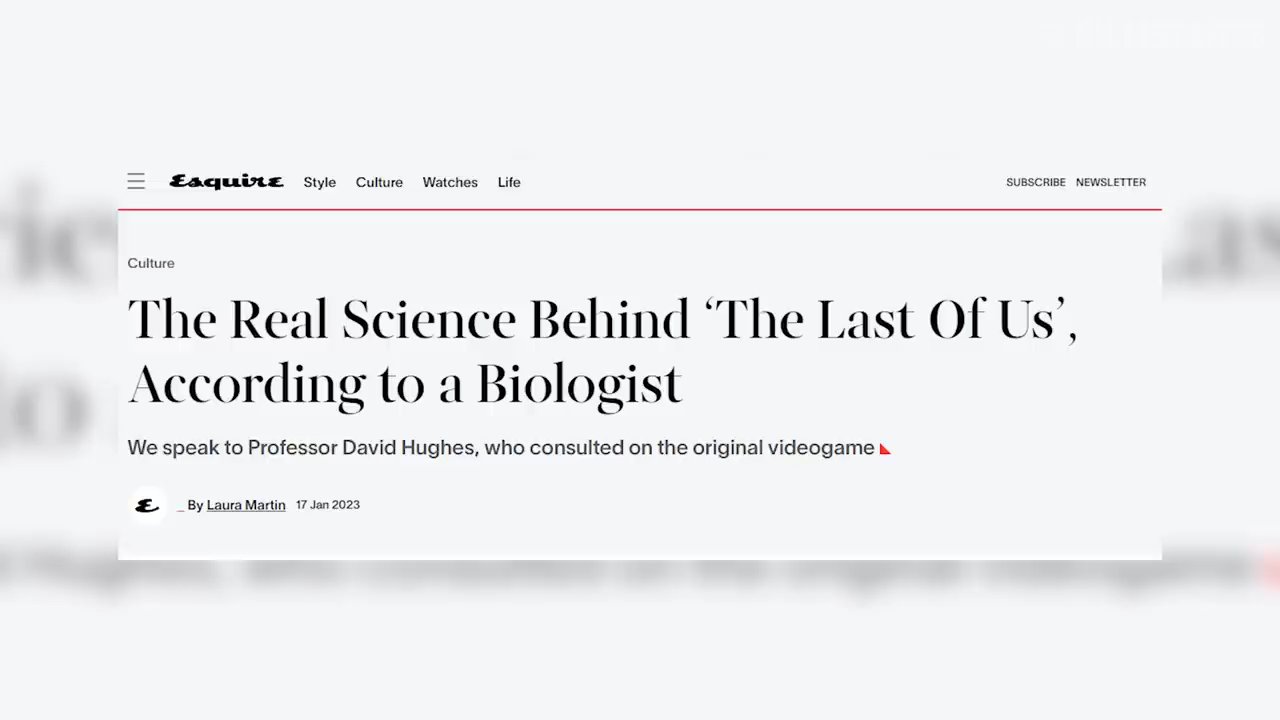 Esquire Style Culture Watches Life SUBSCRIBE NEWSLETTER
Culture
The Real Science Behind ‘The Last Of Us’,
According to a Biologist
We speak to Professor David Hughes, who consulted on the original videogame
E _ By Laura Martin 17 Jan 2023